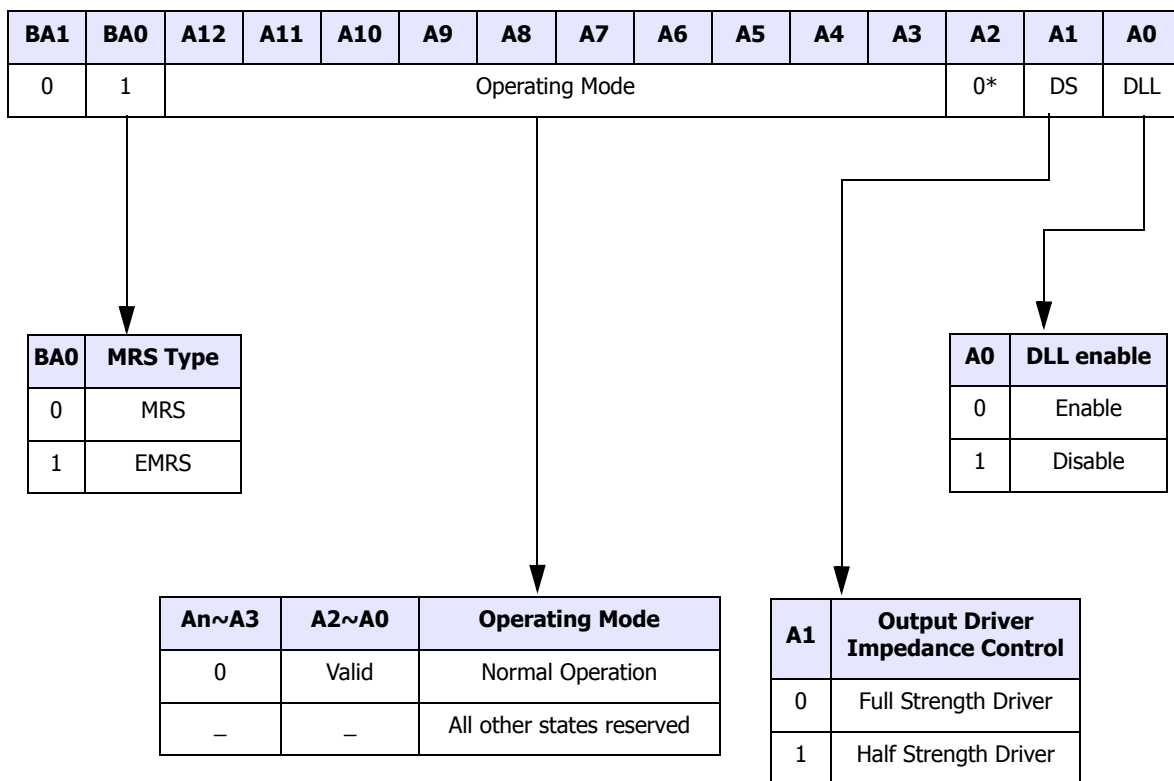 BA1 BA0 A12 A11 A10 A9 A8 A7 A6 A5 A4 A3 A2 A1 A0
0 1 Operating Mode 0* DS DLL
BA0 MRS Type
0 MRS
1 EMRS
A0 DLL enable
0 Enable
1 Disable
An~A3 A2~A0 Operating Mode
0 Valid Normal Operation
_ _ All other states reserved
A1 Output Driver
Impedance Control
0 Full Strength Driver
1 Half Strength Driver